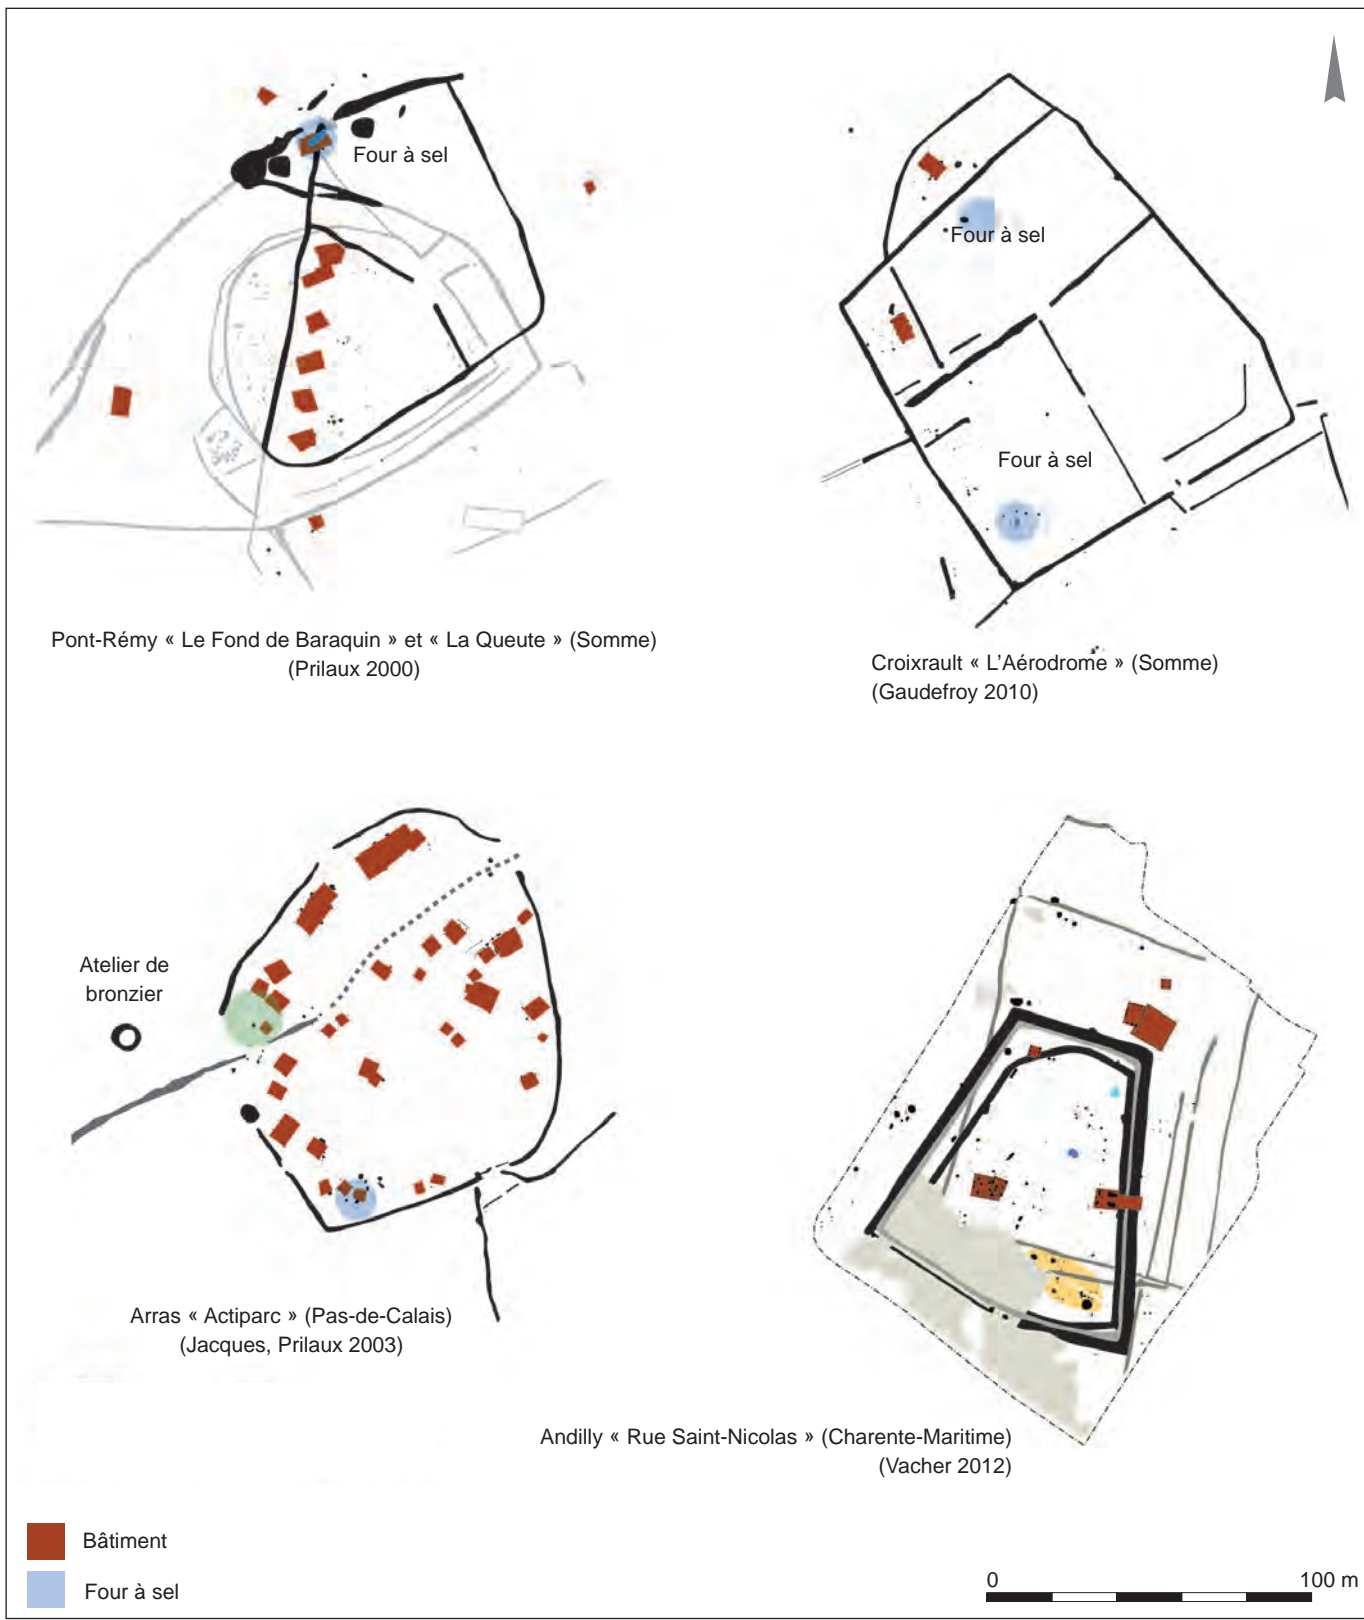 Four à sel
Four à sel
Four à sel
Pont-Rémy « Le Fond de Baraquin » et « La Queute » (Somme)
(Prilaux 2000)
Croixrault « L’Aérodrome » (Somme)
(Gaudefroy 2010)
Atelier de
bronzier
Arras « Actiparc » (Pas-de-Calais)
(Jacques, Prilaux 2003)
Andilly « Rue Saint-Nicolas » (Charente-Maritime)
(Vacher 2012)
Bâtiment
Four à sel
0 100 m